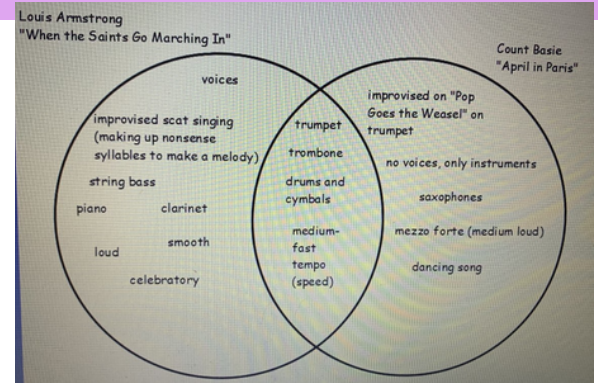 Louis Armstrong
"When the Saints Go Marching In"
Count Basie
"April in Paris"
voices
improvised scat singing
(making up nonsense
syllables to make a melody)
string bass
piano
clarinet
smooth
loud
celebratory
trumpet
trombone
drums and
cymbals
medium-
fast
tempo
(speed)
improvised on "Pop
Goes the Weasel" on
trumpet
no voices, only instruments
saxophones
mezzo forte (medium loud)
dancing song